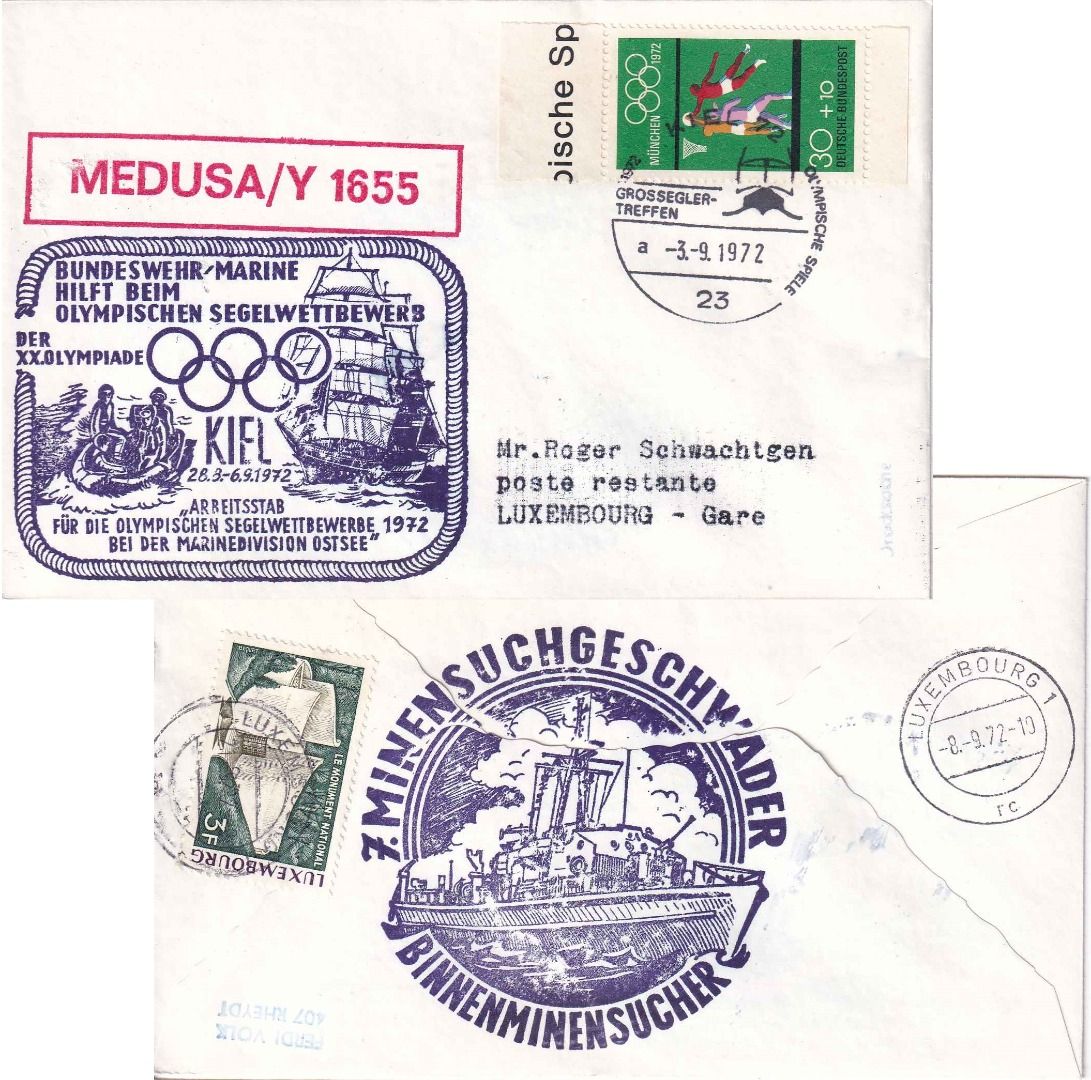 MEDUSA/Y 1655
BUNDESWEHR-MARINE
HILFT BEIM
OLYMPISCHEN SEGELWETTBEWERB
DER
XX.OLYMPIADE
KIEL
28.8.-6.9.1972
„ARBEITSSTAB
FÜR DIE OLYMPISCHEN SEGELWETTBEWERBE 1972
BEI DER MARINEDIVISION OSTSEE"
pische Sp
MÜNCHEN 1972
30 + 10
DEUTSCHE BUNDESPOST
1972
OLYMPISCHE SPIELE
GROSSEGLER-
TREFFEN
a -3.-9.1972
23
Mr.Roger Schwachtgen
poste restante
LUXEMBOURG - Gare
Drucksache
LE MONUMENT NATIONAL
3F
LUXEMBOURG
7. MINENSUCHGESCHWADER
BINNENMINENSUCHER
LUXEMBOURG 1
-8.-9.72-10
rc
FERDI VOLK
407 RHEYDT